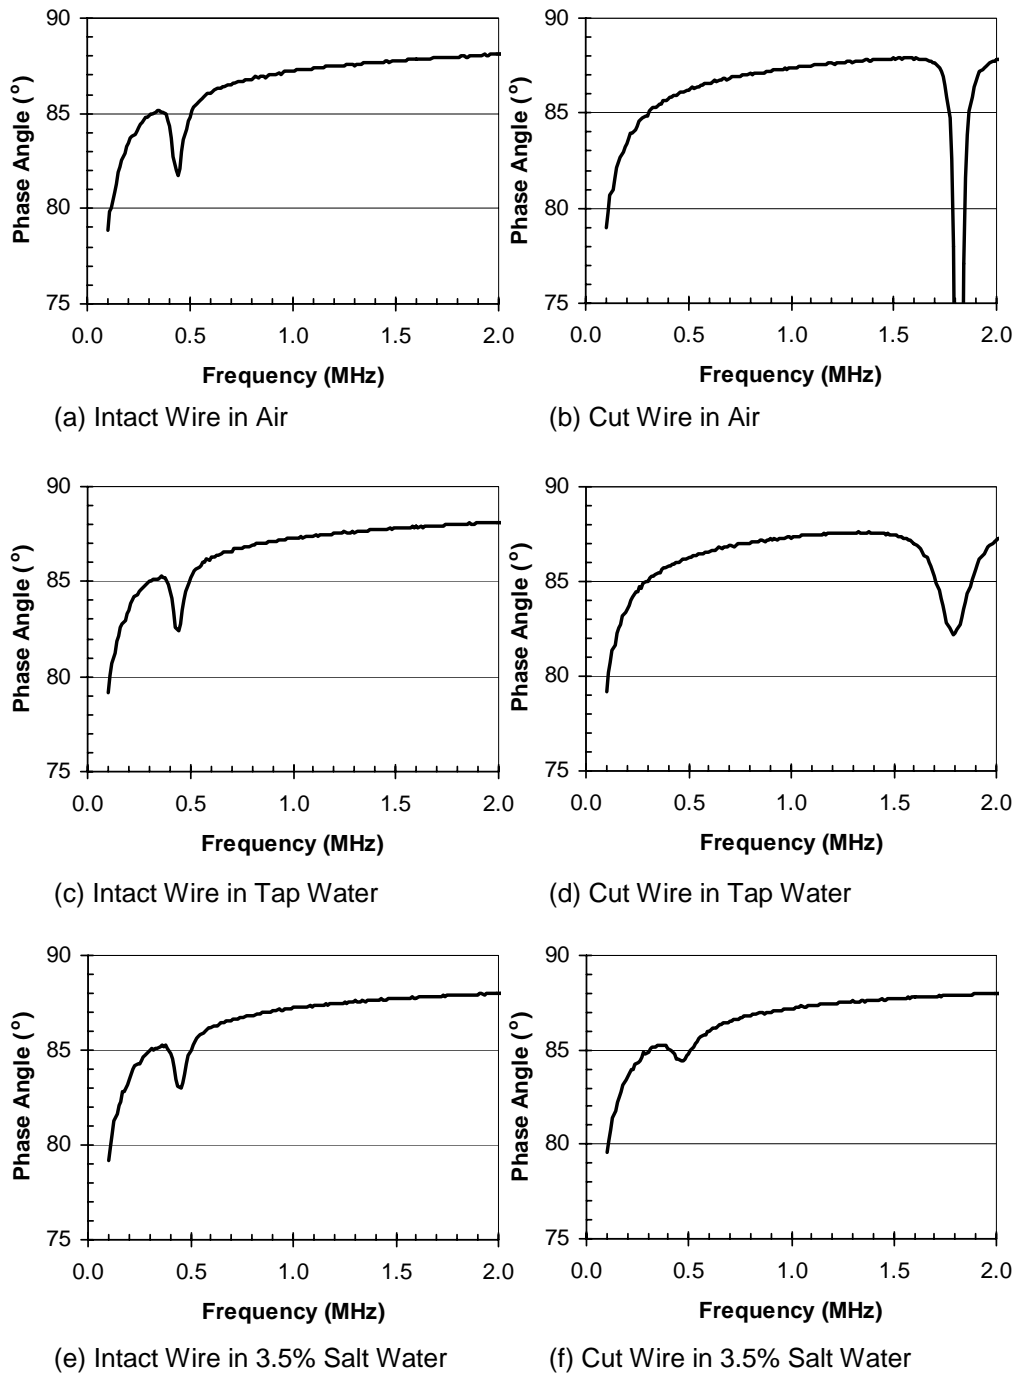 90
85
80
75
Phase Angle (°)
0.0 0.5 1.0 1.5 2.0
Frequency (MHz)
(a) Intact Wire in Air
90
85
80
75
Phase Angle (°)
0.0 0.5 1.0 1.5 2.0
Frequency (MHz)
(b) Cut Wire in Air
90
85
80
75
Phase Angle (°)
0.0 0.5 1.0 1.5 2.0
Frequency (MHz)
(c) Intact Wire in Tap Water
90
85
80
75
Phase Angle (°)
0.0 0.5 1.0 1.5 2.0
Frequency (MHz)
(d) Cut Wire in Tap Water
90
85
80
75
Phase Angle (°)
0.0 0.5 1.0 1.5 2.0
Frequency (MHz)
(e) Intact Wire in 3.5% Salt Water
90
85
80
75
Phase Angle (°)
0.0 0.5 1.0 1.5 2.0
Frequency (MHz)
(f) Cut Wire in 3.5% Salt Water